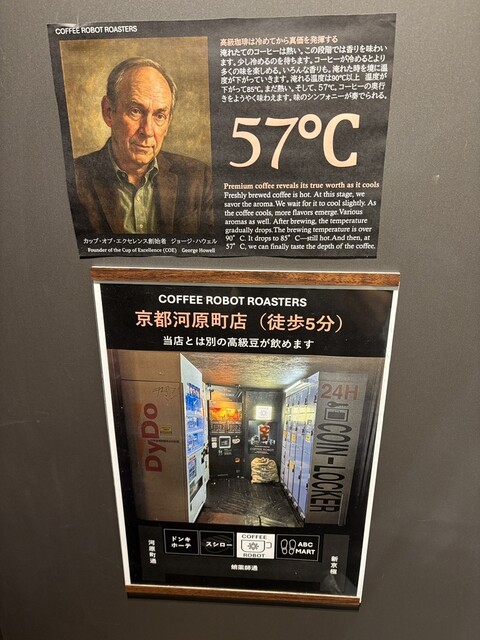 COFFEE ROBOT ROASTERS
高級珈琲は冷めてから真価を発揮する
淹れたてのコーヒーは熱い。この段階では香りを味わいます。
少し冷めるのを待ちます。コーヒーが冷めるとより
多くの味を楽しめる。いろんな香りも。淹れた時を境に温
度が下がっていきます。淹れる温度は90℃以上 温度が
下がって85℃。まだ熱い。そして、57℃。コーヒーの奥行
きをようやく味わえます。味のシンフォニーが奏でられる。
57℃
Premium coffee reveals its true worth as it cools
Freshly brewed coffee is hot. At this stage, we
savor the aroma. We wait for it to cool slightly. As
the coffee cools, more flavors emerge. Various
aromas as well. After brewing, the temperature
gradually drops. The brewing temperature is over
90°C. It drops to 85°C—still hot. And then, at
57°C, we can finally taste the depth of the coffee.
カップ・オブ・エクセレンス創始者 ジョージ・ハウエル
Founder of the Cup of Excellence (COE) George Howell
COFFEE ROBOT ROASTERS
京都河原町店（徒歩5分）
当店とは別の高級豆が飲めます
DyDo
24H
COIN-LOCKER
河原町通
ドンキ
ホーテ
スシロー
COFFEE
ROBOT
ABC
MART
新京極
蛸薬師通